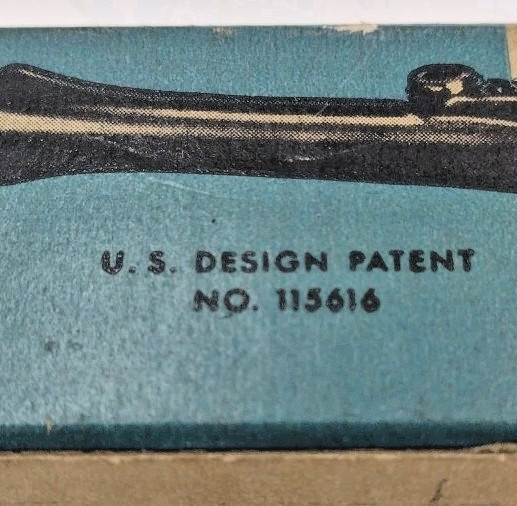 U. S. DESIGN PATENT
NO. 115616